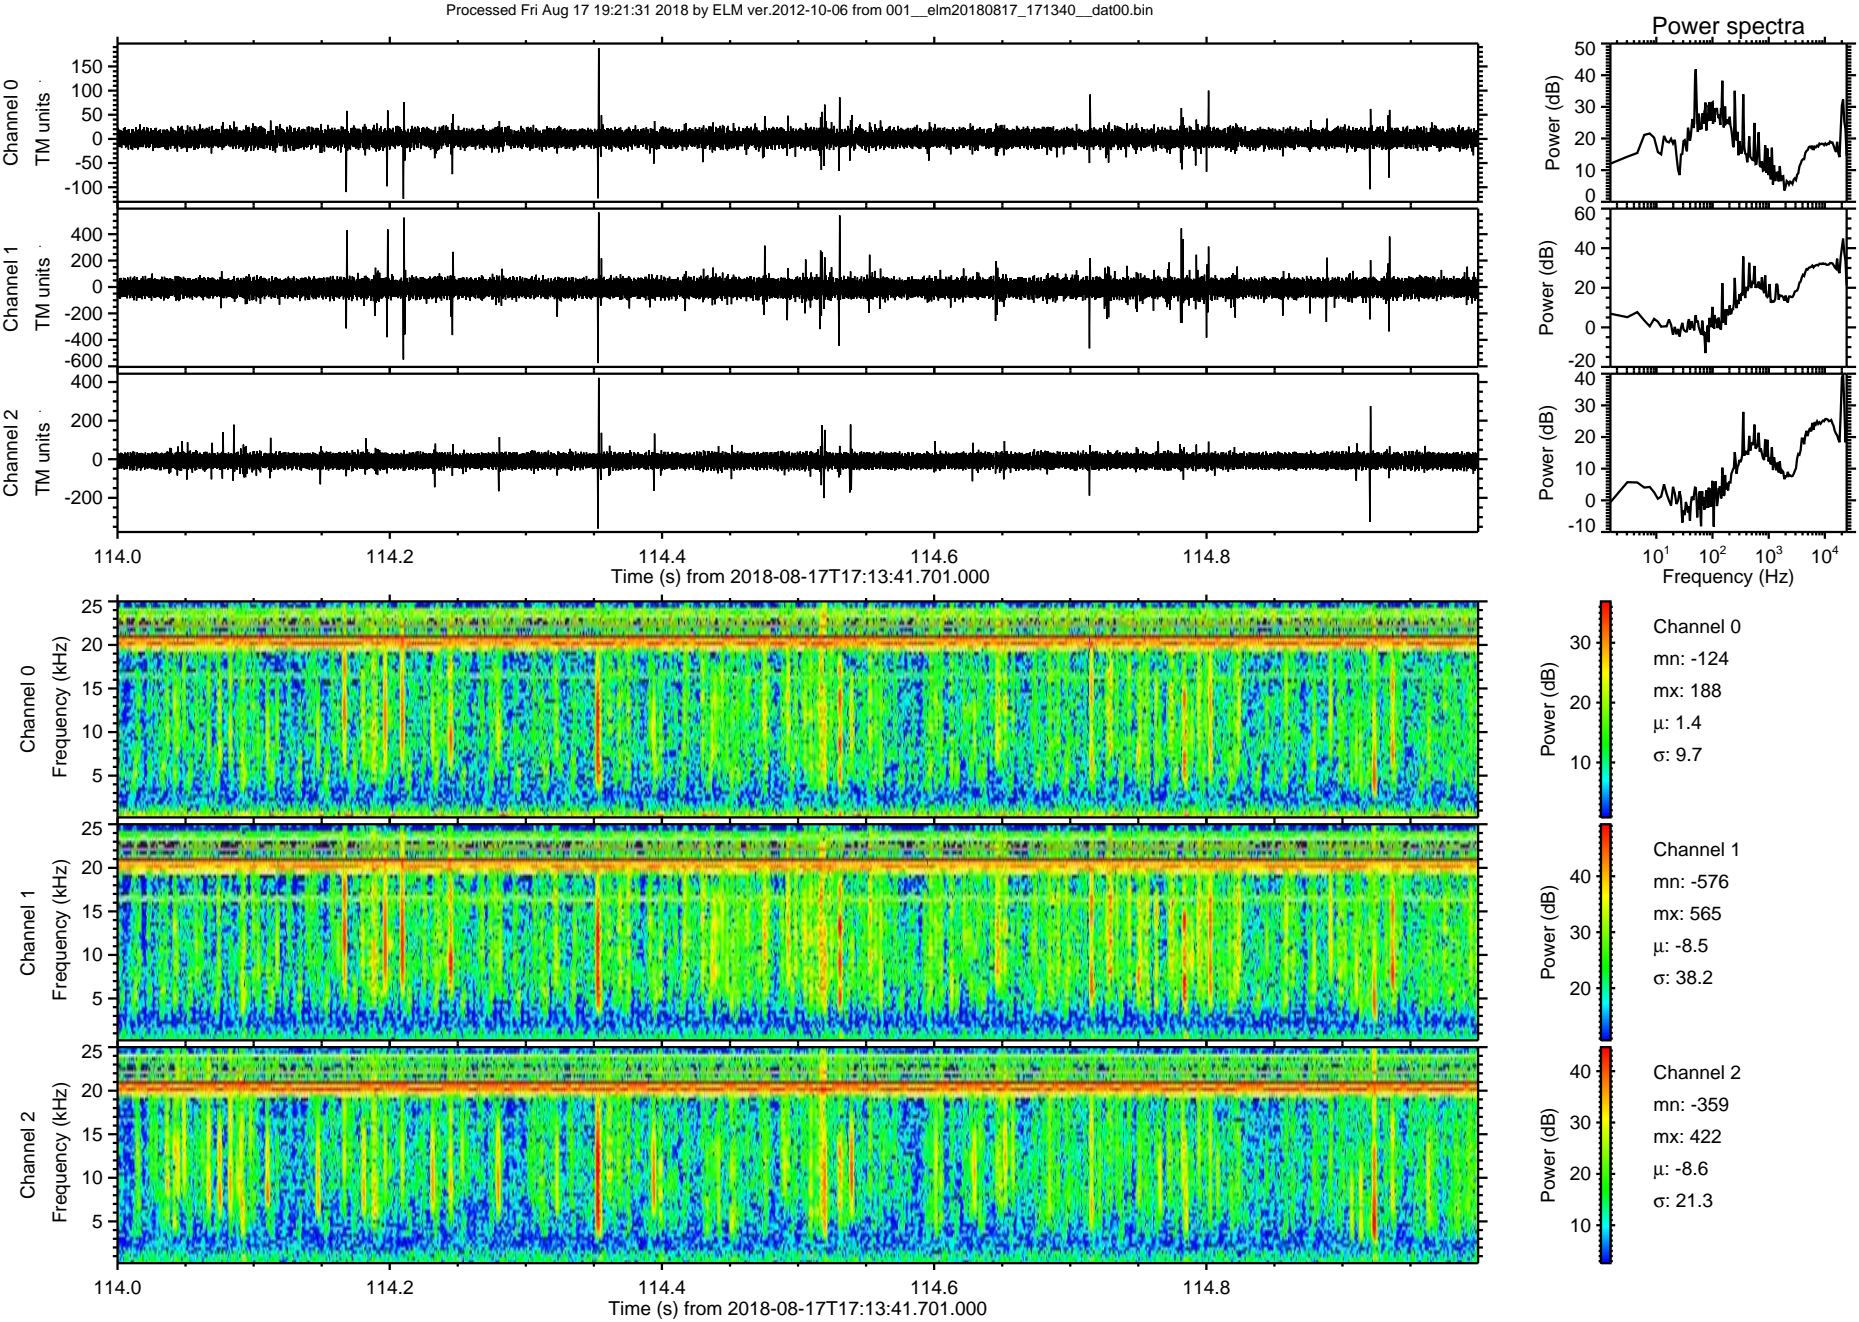 Processed Fri Aug 17 19:21:31 2018 by ELM ver.2012-10-06 from 001__elm20180817_171340__dat00.bin
Power spectra
Channel 0
TM units
150
100
50
0
-50
-100
Power (dB)
50
40
30
20
10
0
Channel 1
TM units
400
200
0
-200
-400
-600
Power (dB)
60
40
20
0
-20
Channel 2
TM units
400
200
0
-200
Power (dB)
40
30
20
10
0
-10
114.0 114.2 114.4 114.6 114.8
Time (s) from 2018-08-17T17:13:41.701.000
10^1 10^2 10^3 10^4
Frequency (Hz)
Channel 0
Frequency (kHz)
25
20
15
10
5
Power (dB)
30
20
10
Channel 0
mn: -124
mx: 188
μ: 1.4
σ: 9.7
Channel 1
Frequency (kHz)
25
20
15
10
5
Power (dB)
40
30
20
Channel 1
mn: -576
mx: 565
μ: -8.5
σ: 38.2
Channel 2
Frequency (kHz)
25
20
15
10
5
Power (dB)
40
30
20
10
Channel 2
mn: -359
mx: 422
μ: -8.6
σ: 21.3
114.0 114.2 114.4 114.6 114.8
Time (s) from 2018-08-17T17:13:41.701.000